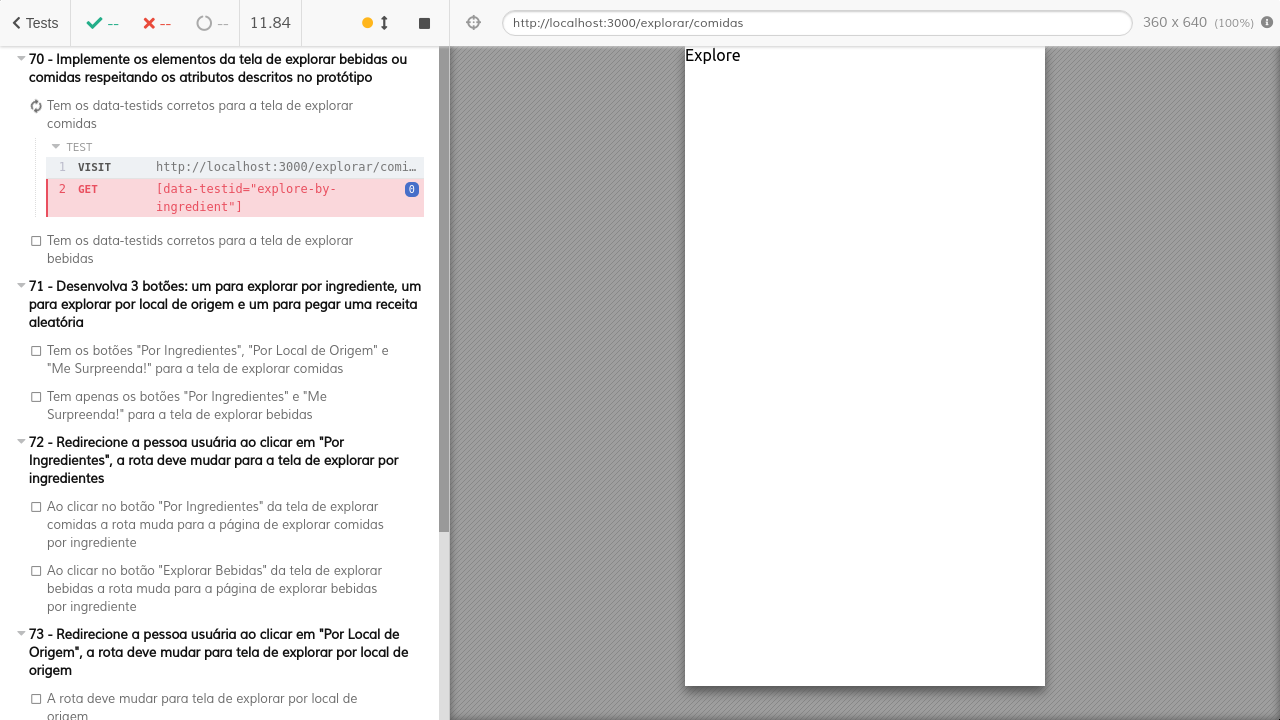 Tests
--
--
--
11.84
http://localhost:3000/explorar/comidas
360 x 640 (100%)
70 - Implemente os elementos da tela de explorar bebidas ou
comidas respeitando os atributos descritos no protótipo
Tem os data-testids corretos para a tela de explorar
comidas
TEST
1 VISIT http://localhost:3000/explorar/comi…
2 GET [data-testid="explore-by-
ingredient"] 0
Tem os data-testids corretos para a tela de explorar
bebidas
71 - Desenvolva 3 botões: um para explorar por ingrediente, um
para explorar por local de origem e um para pegar uma receita
aleatória
Tem os botões "Por Ingredientes", "Por Local de Origem" e
"Me Surpreenda!" para a tela de explorar comidas
Tem apenas os botões "Por Ingredientes" e "Me
Surpreenda!" para a tela de explorar bebidas
72 - Redirecione a pessoa usuária ao clicar em "Por
Ingredientes", a rota deve mudar para a tela de explorar por
ingredientes
Ao clicar no botão "Por Ingredientes" da tela de explorar
comidas a rota muda para a página de explorar comidas
por ingrediente
Ao clicar no botão "Explorar Bebidas" da tela de explorar
bebidas a rota muda para a página de explorar bebidas
por ingrediente
73 - Redirecione a pessoa usuária ao clicar em "Por Local de
Origem", a rota deve mudar para tela de explorar por local de
origem
A rota deve mudar para tela de explorar por local de
origem
Explore